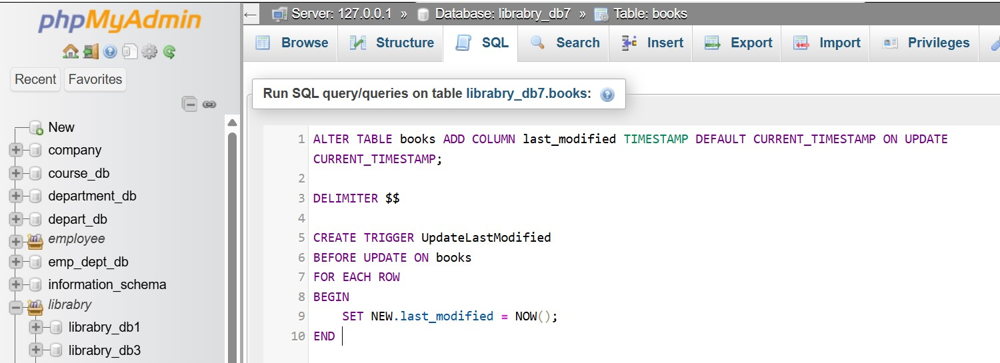 phpMyAdmin
Recent Favorites
New
company
course_db
department_db
depart_db
employee
emp_dept_db
information_schema
librabry
librabry_db1
librabry_db3
Server: 127.0.0.1 » Database: librabry_db7 » Table: books
Browse Structure SQL Search Insert Export Import Privileges
Run SQL query/queries on table librabry_db7.books:
1 ALTER TABLE books ADD COLUMN last_modified TIMESTAMP DEFAULT CURRENT_TIMESTAMP ON UPDATE
CURRENT_TIMESTAMP;
2
3 DELIMITER $$
4
5 CREATE TRIGGER UpdateLastModified
6 BEFORE UPDATE ON books
7 FOR EACH ROW
8 BEGIN
9 SET NEW.last_modified = NOW();
10 END